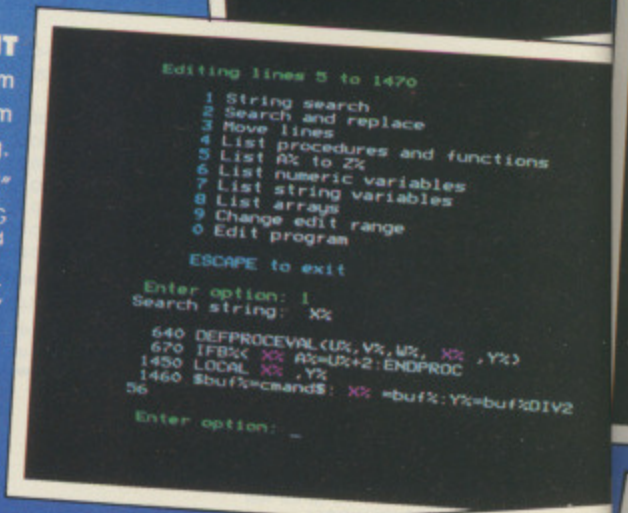 Editing lines 5 to 1470
1 String search
2 Search and replace
3 Move lines
4 List procedures and functions
5 List A% to Z%
6 List numeric variables
7 List string variables
8 List arrays
9 Change edit range
0 Edit program
ESCAPE to exit
Enter option: 1
Search string: X%
640 DEFPROCEVAL(U%,V%,W%, X% ,Y%)
670 IFB%< X% A%=U%+2:ENDPROC
1450 LOCAL X% ,Y%
1460 $buf%=cmand$: X% =buf%:Y%=buf%DIV2
56
Enter option: _